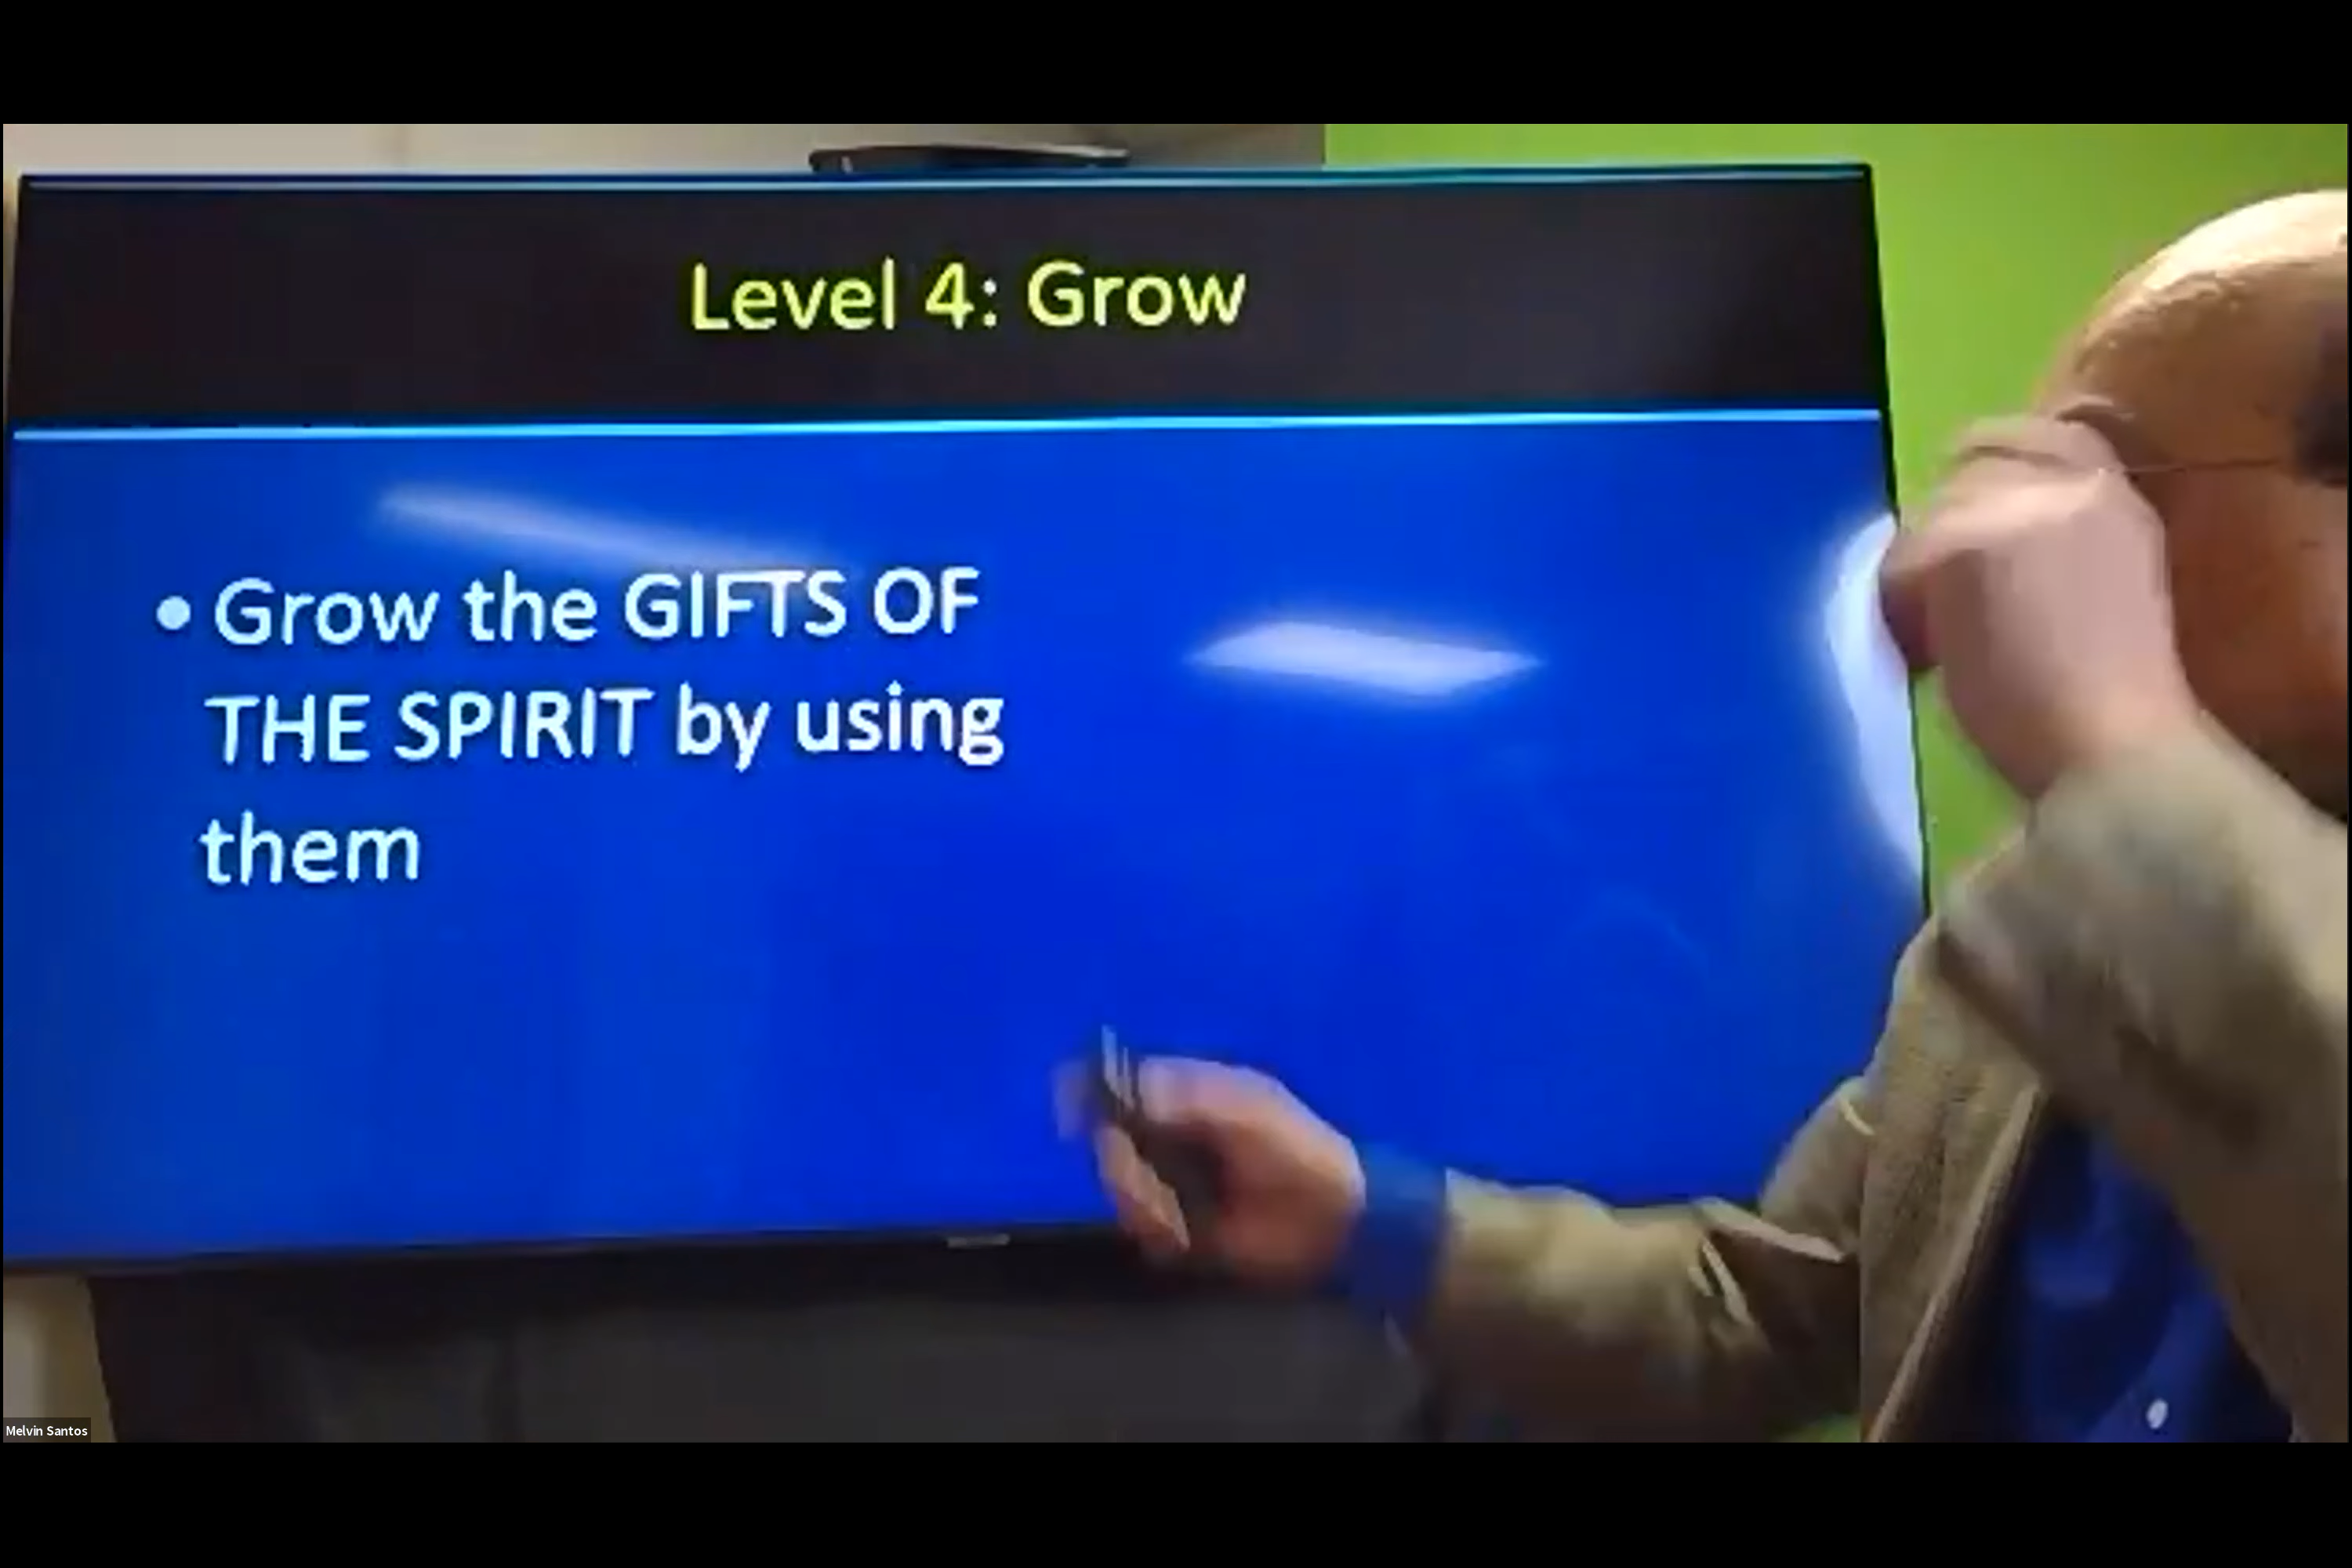 Level 4: Grow
• Grow the GIFTS OF
THE SPIRIT by using
them
Melvin Santos